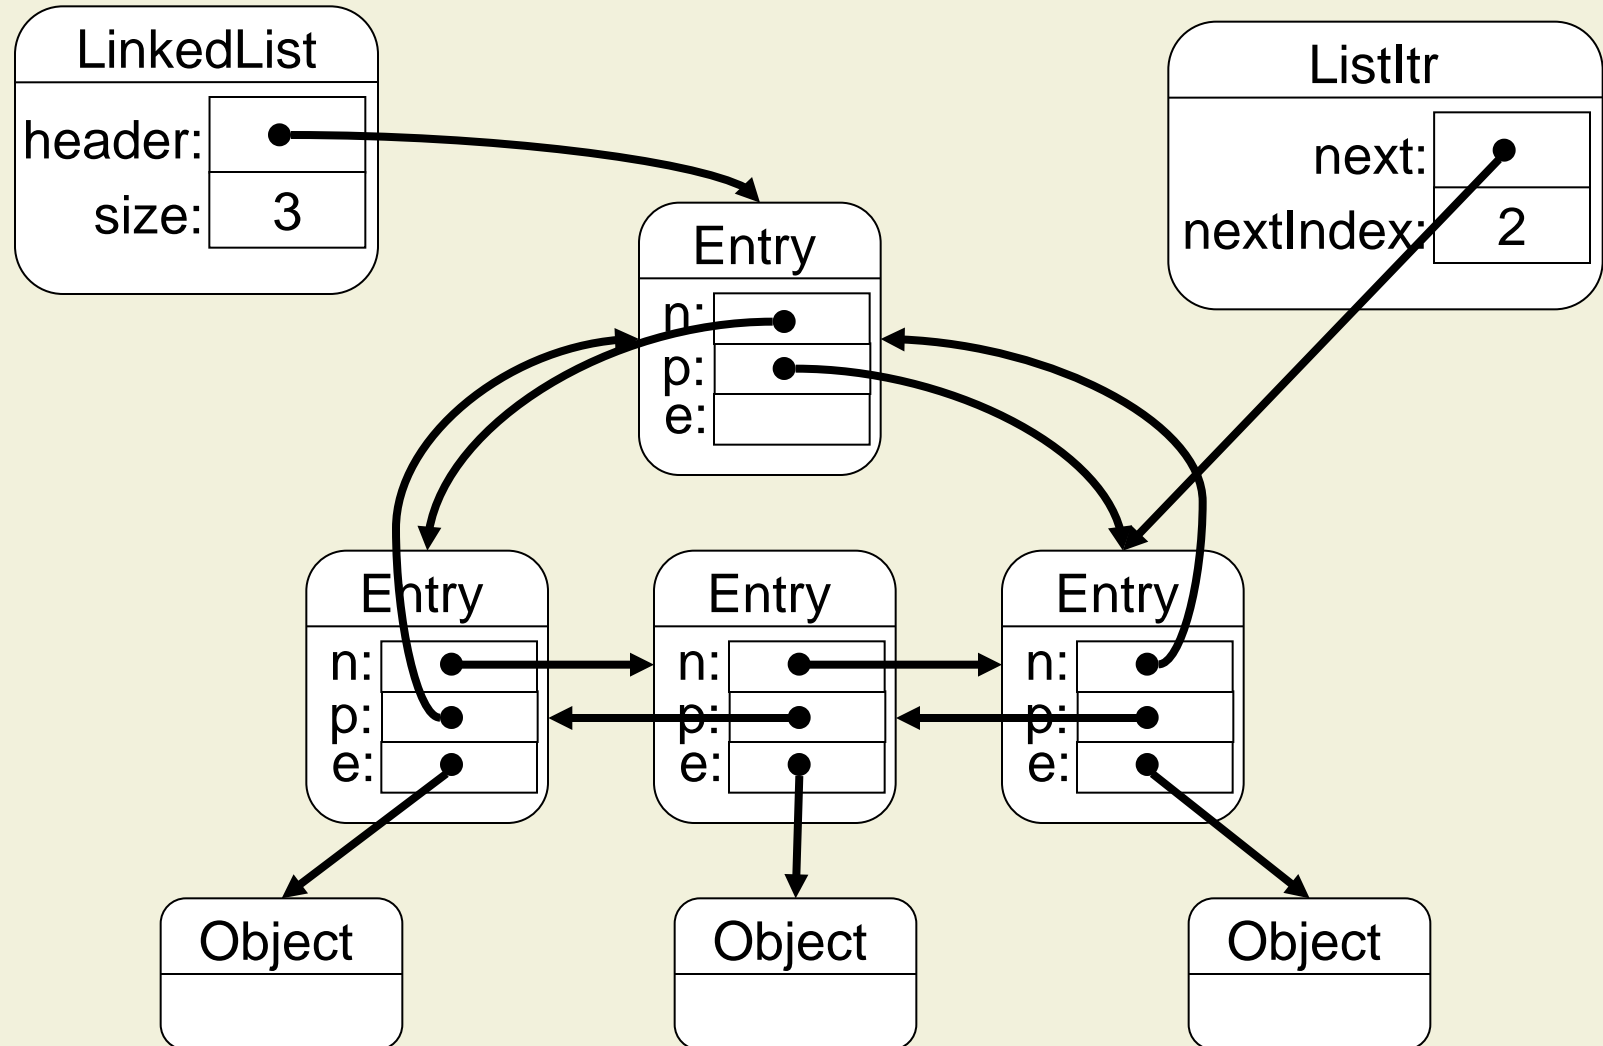 LinkedList
header:
size: 3
ListItr
next:
nextIndex: 2
Entry
n:
p:
e:
Entry
n:
p:
e:
Entry
n:
p:
e:
Entry
n:
p:
e:
Object
Object
Object